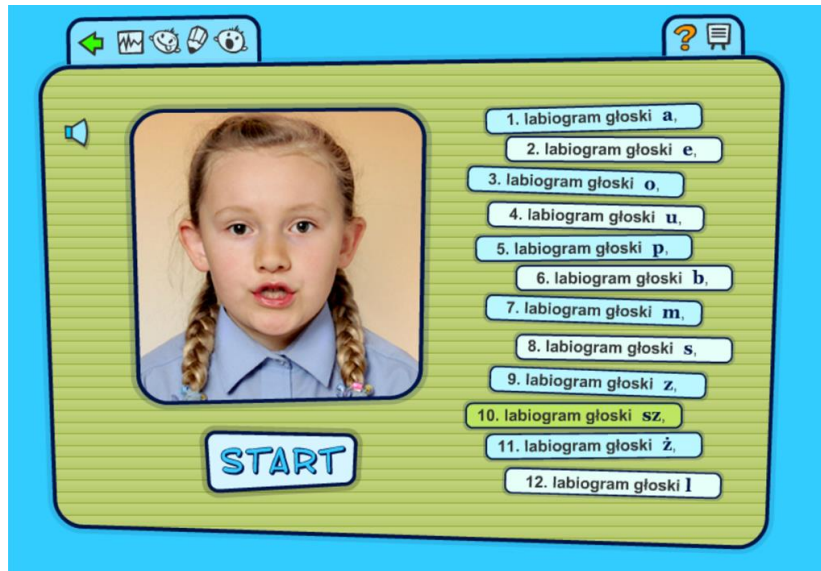 1. labiogram głoski a,
2. labiogram głoski e,
3. labiogram głoski o,
4. labiogram głoski u,
5. labiogram głoski p,
6. labiogram głoski b,
7. labiogram głoski m,
8. labiogram głoski s,
9. labiogram głoski z,
10. labiogram głoski sz,
11. labiogram głoski ż,
12. labiogram głoski l
START